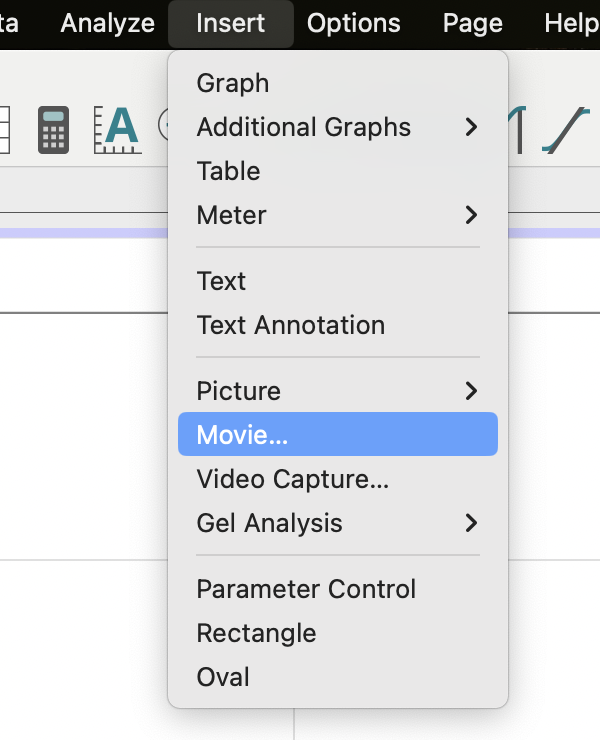 ta Analyze Insert Options Page Help
A
Graph
Additional Graphs
Table
Meter
Text
Text Annotation
Picture
Movie...
Video Capture...
Gel Analysis
Parameter Control
Rectangle
Oval